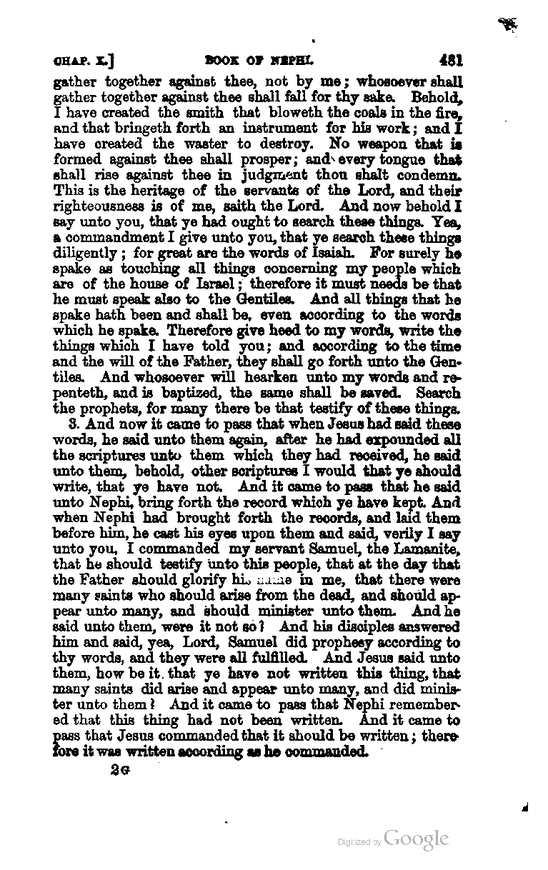 CHAP. X.] BOOK OF NEPHI. 481
gather together against thee, not by me; whosoever shall
gather together against thee shall fall for thy sake. Behold,
I have created the smith that bloweth the coals in the fire,
and that bringeth forth an instrument for his work; and I
have created the waster to destroy. No weapon that is
formed against thee shall prosper; and every tongue that
shall rise against thee in judgment thou shalt condemn.
This is the heritage of the servants of the Lord, and their
righteousness is of me, saith the Lord. And now behold I
say unto you, that ye had ought to search these things. Yea,
a commandment I give unto you, that ye search these things
diligently; for great are the words of Isaiah. For surely he
spake as touching all things concerning my people which
are of the house of Israel; therefore it must needs be that
he must speak also to the Gentiles. And all things that he
spake hath been and shall be, even according to the words
which he spake. Therefore give heed to my words, write the
things which I have told you; and according to the time
and the will of the Father, they shall go forth unto the Gen-
tiles. And whosoever will hearken unto my words and re-
penteth, and is baptized, the same shall be saved. Search
the prophets, for many there be that testify of these things.
3. And now it came to pass that when Jesus had said these
words, he said unto them again, after he had expounded all
the scriptures unto them which they had received, he said
unto them, behold, other scriptures I would that ye should
write, that ye have not. And it came to pass that he said
unto Nephi, bring forth the record which ye have kept. And
when Nephi had brought forth the records, and laid them
before him, he cast his eyes upon them and said, verily I say
unto you, I commanded my servant Samuel, the Lamanite,
that he should testify unto this people, that at the day that
the Father should glorify his name in me, that there were
many saints who should arise from the dead, and should ap-
pear unto many, and should minister unto them. And he
said unto them, were it not so? And his disciples answered
him and said, yea, Lord, Samuel did prophesy according to
thy words, and they were all fulfilled. And Jesus said unto
them, how be it that ye have not written this thing, that
many saints did arise and appear unto many, and did minis-
ter unto them? And it came to pass that Nephi remember-
ed that this thing had not been written. And it came to
pass that Jesus commanded that it should be written; there-
fore it was written according as he commanded.
2G
Digitized by Google